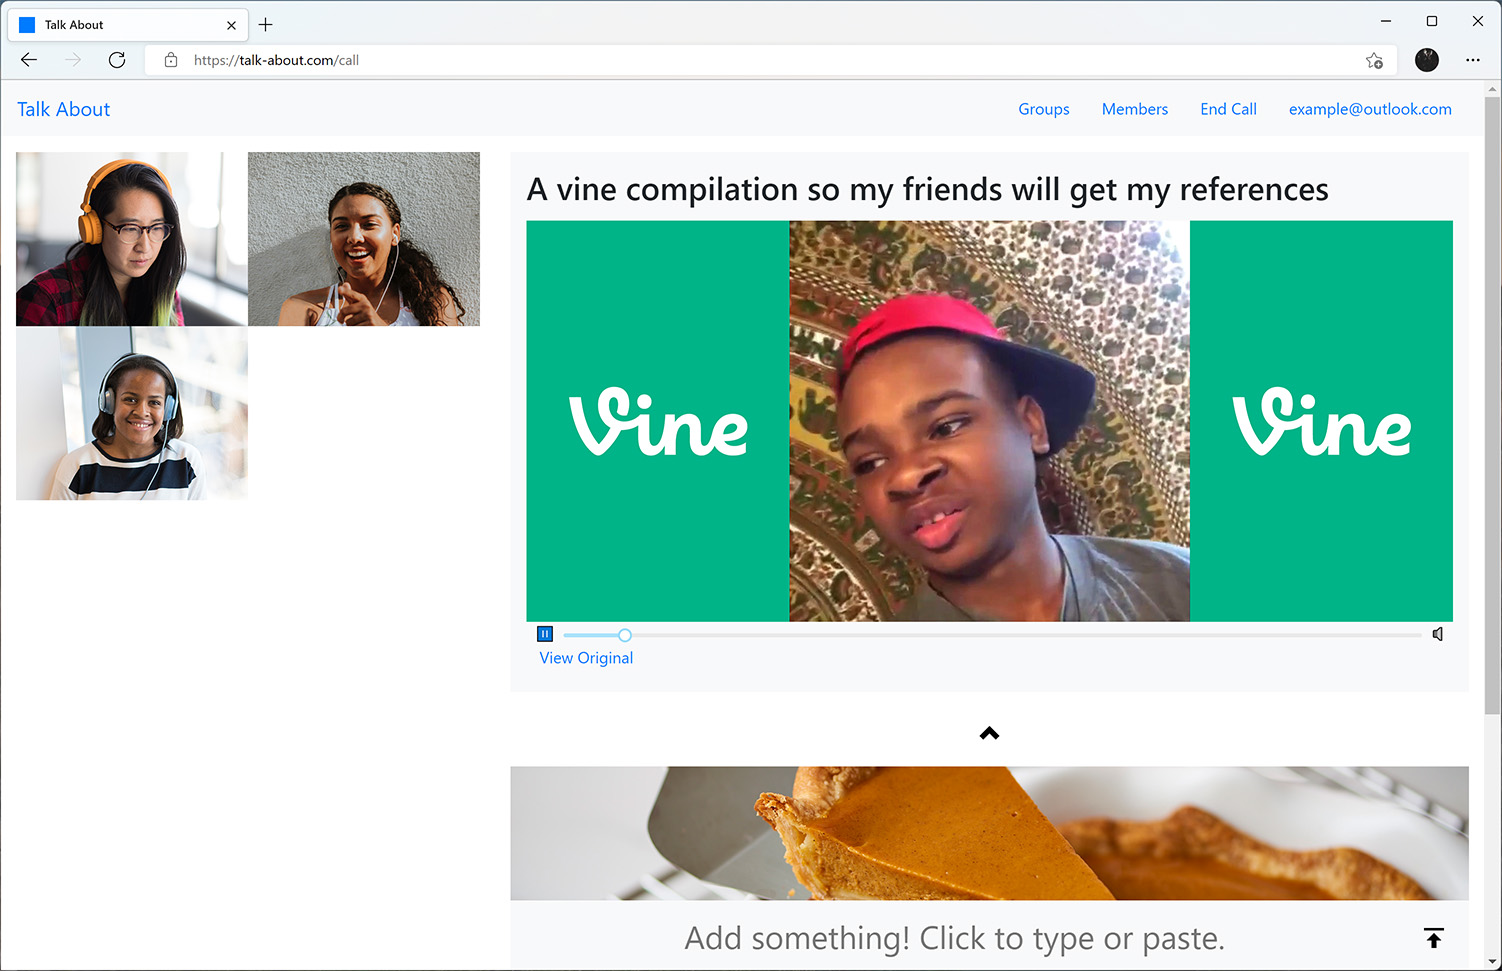 Talk About
https://talk-about.com/call
Talk About
Groups
Members
End Call
example@outlook.com
A vine compilation so my friends will get my references
Vine
Vine
View Original
Add something! Click to type or paste.